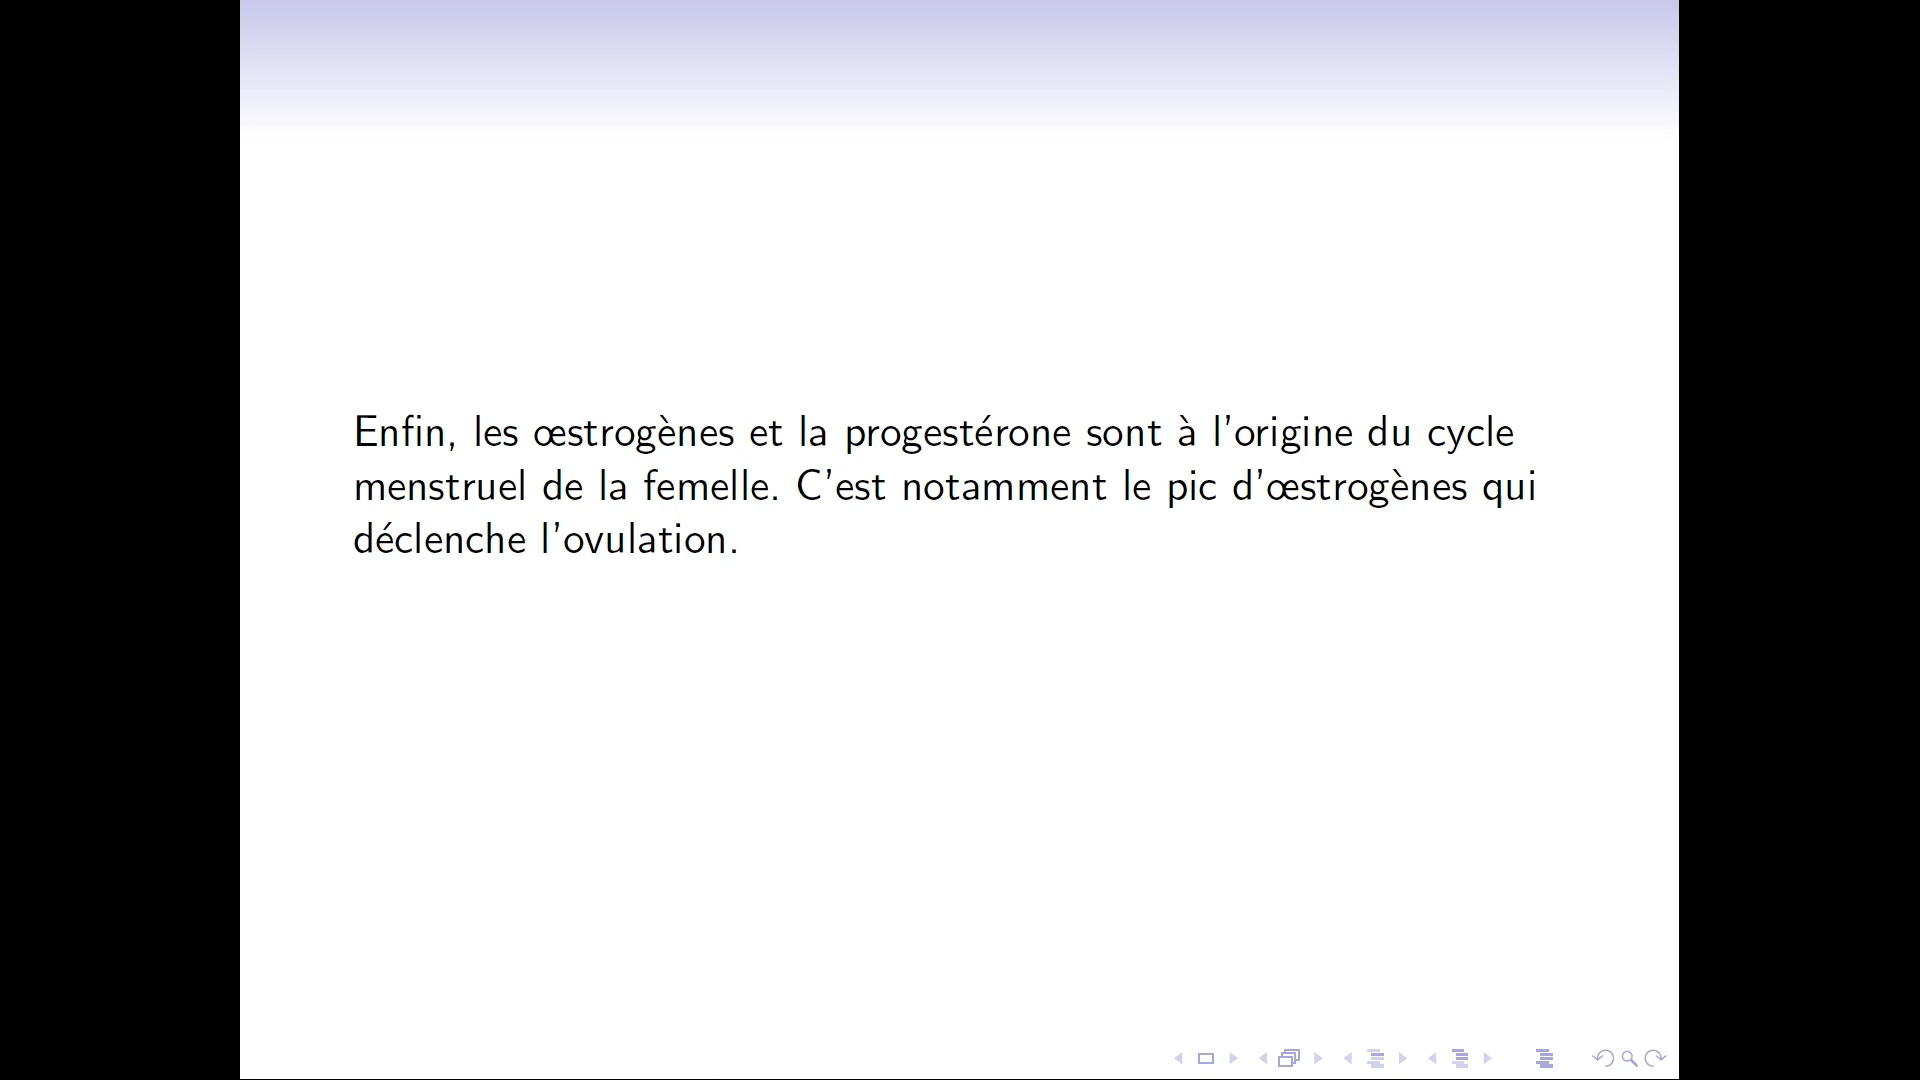 Enfin, les œstrogènes et la progestérone sont à l'origine du cycle
menstruel de la femelle. C'est notamment le pic d'œstrogènes qui
déclenche l'ovulation.